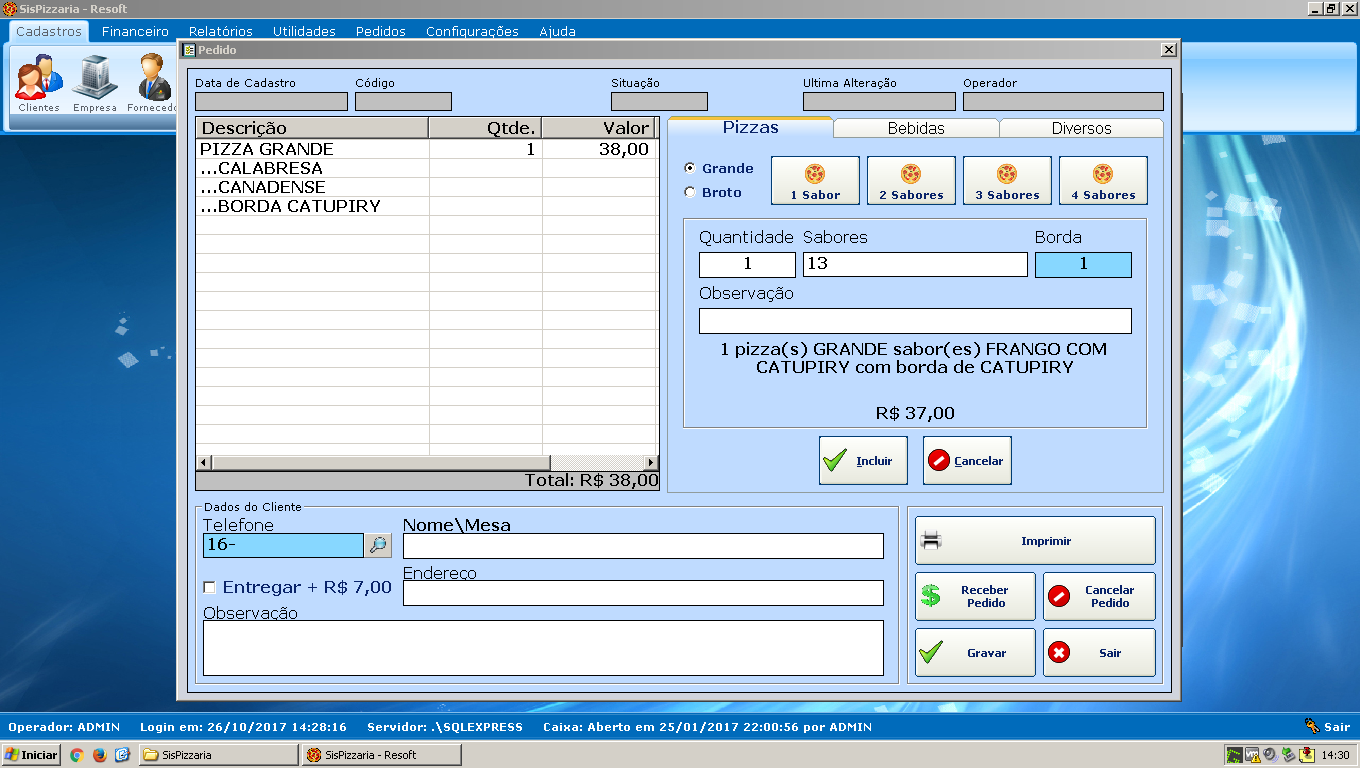 SisPizzaria - Resoft
Cadastros Financeiro Relatórios Utilidades Pedidos Configurações Ajuda
Clientes Empresa Fornecedo
Pedido
Data de Cadastro Código Situação Ultima Alteração Operador
Descrição Qtde. Valor
PIZZA GRANDE 1 38,00
...CALABRESA
...CANADENSE
...BORDA CATUPIRY
Total: R$ 38,00
Pizzas Bebidas Diversos
Grande
Broto
1 Sabor 2 Sabores 3 Sabores 4 Sabores
Quantidade Sabores Borda
1 13 1
Observação
1 pizza(s) GRANDE sabor(es) FRANGO COM
CATUPIRY com borda de CATUPIRY
R$ 37,00
Incluir Cancelar
Dados do Cliente
Telefone Nome\Mesa
16-
Entregar + R$ 7,00 Endereço
Observação
Imprimir
Receber
Pedido
Cancelar
Pedido
Gravar Sair
Operador: ADMIN Login em: 26/10/2017 14:28:16 Servidor: .\SQLEXPRESS Caixa: Aberto em 25/01/2017 22:00:56 por ADMIN Sair
Iniciar SisPizzaria SisPizzaria - Resoft 14:30